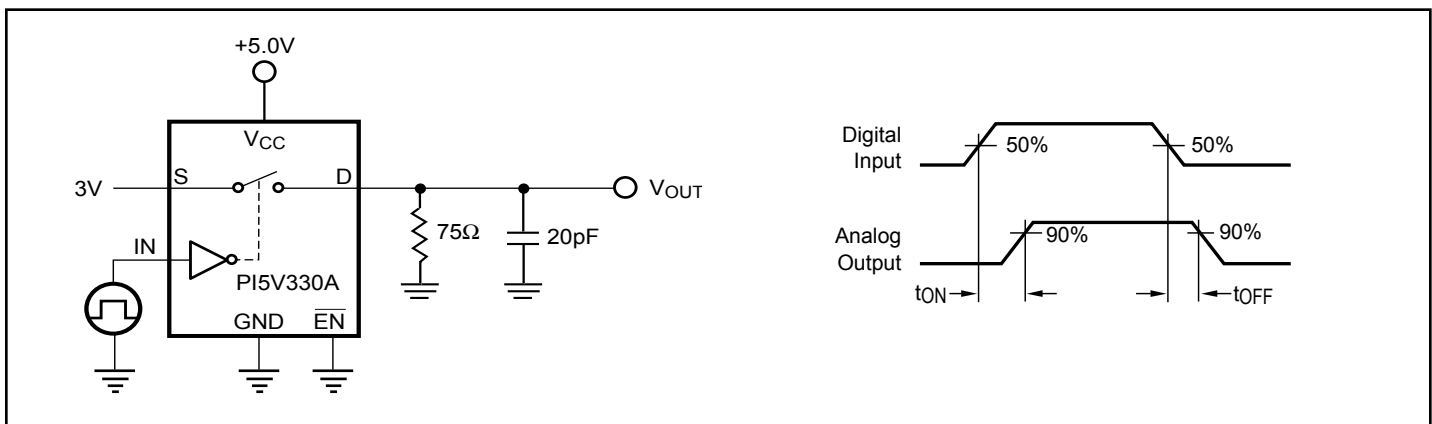 +5.0V
VCC
S
D
3V
VOUT
75Ω
20pF
IN
PI5V330A
GND
EN
Digital
Input
50%
50%
Analog
Output
90%
90%
tON
tOFF